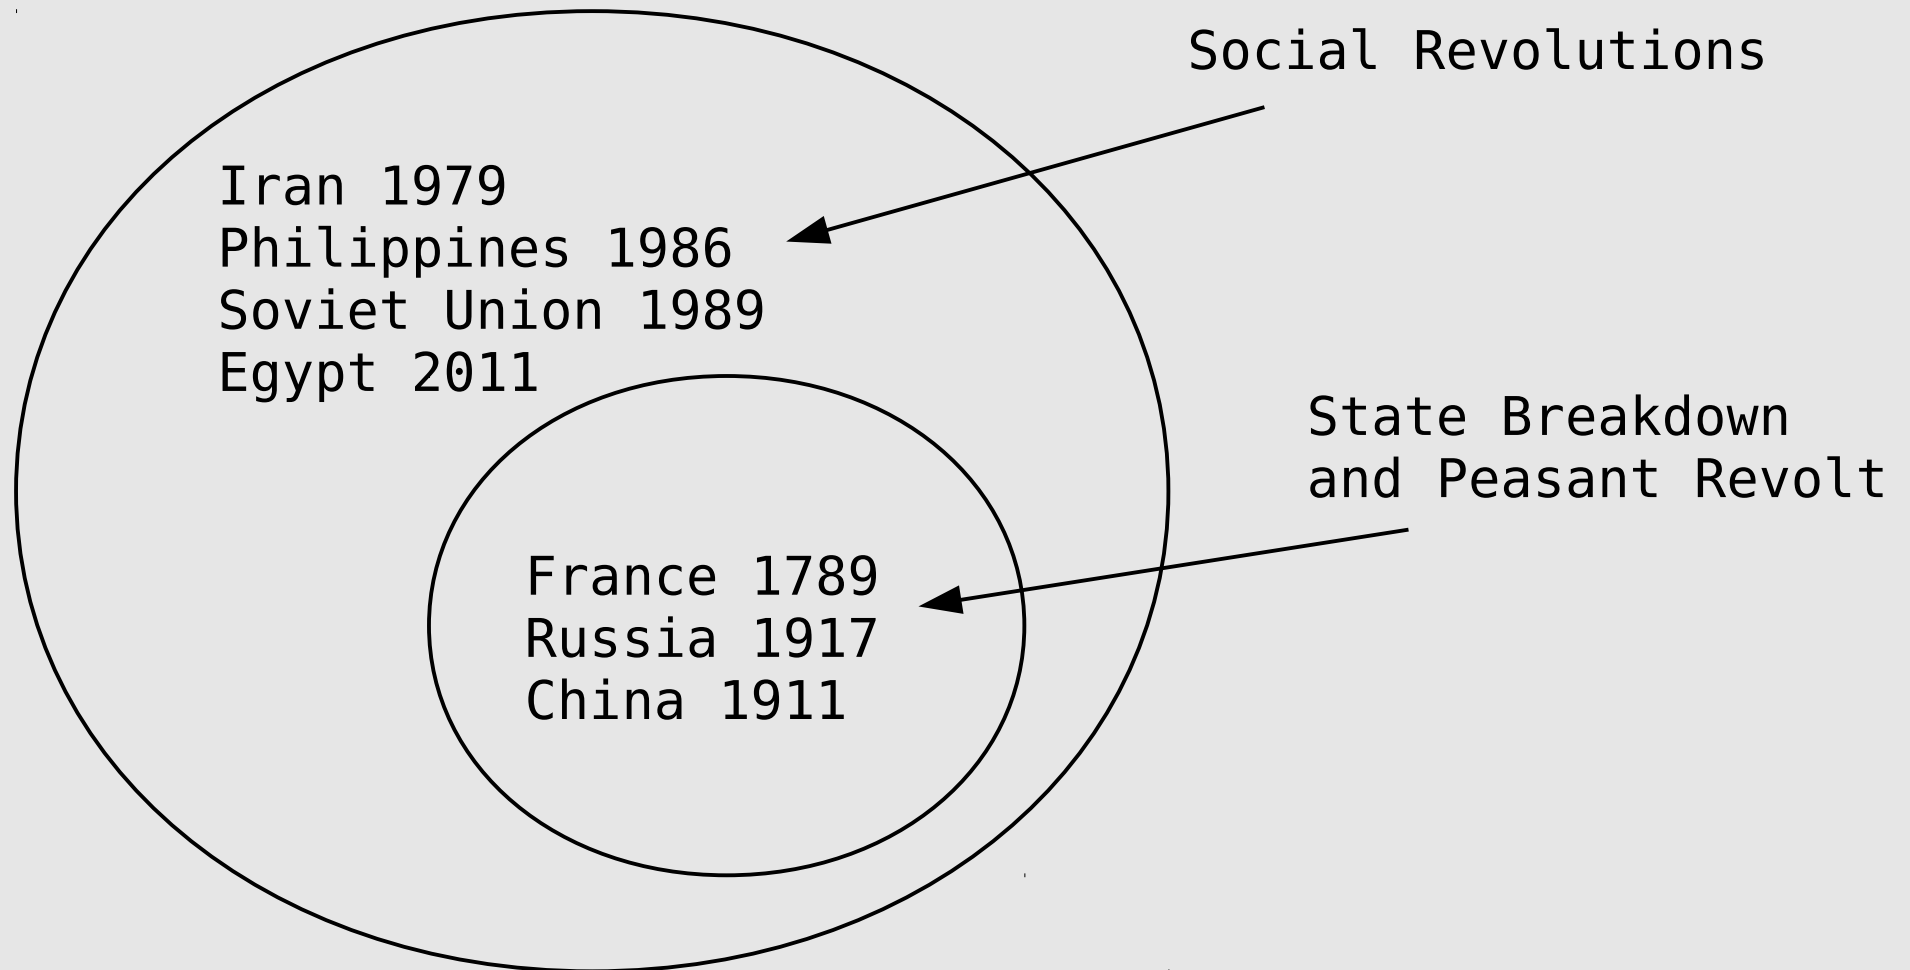 Social Revolutions
Iran 1979
Philippines 1986
Soviet Union 1989
Egypt 2011
State Breakdown
and Peasant Revolt
France 1789
Russia 1917
China 1911